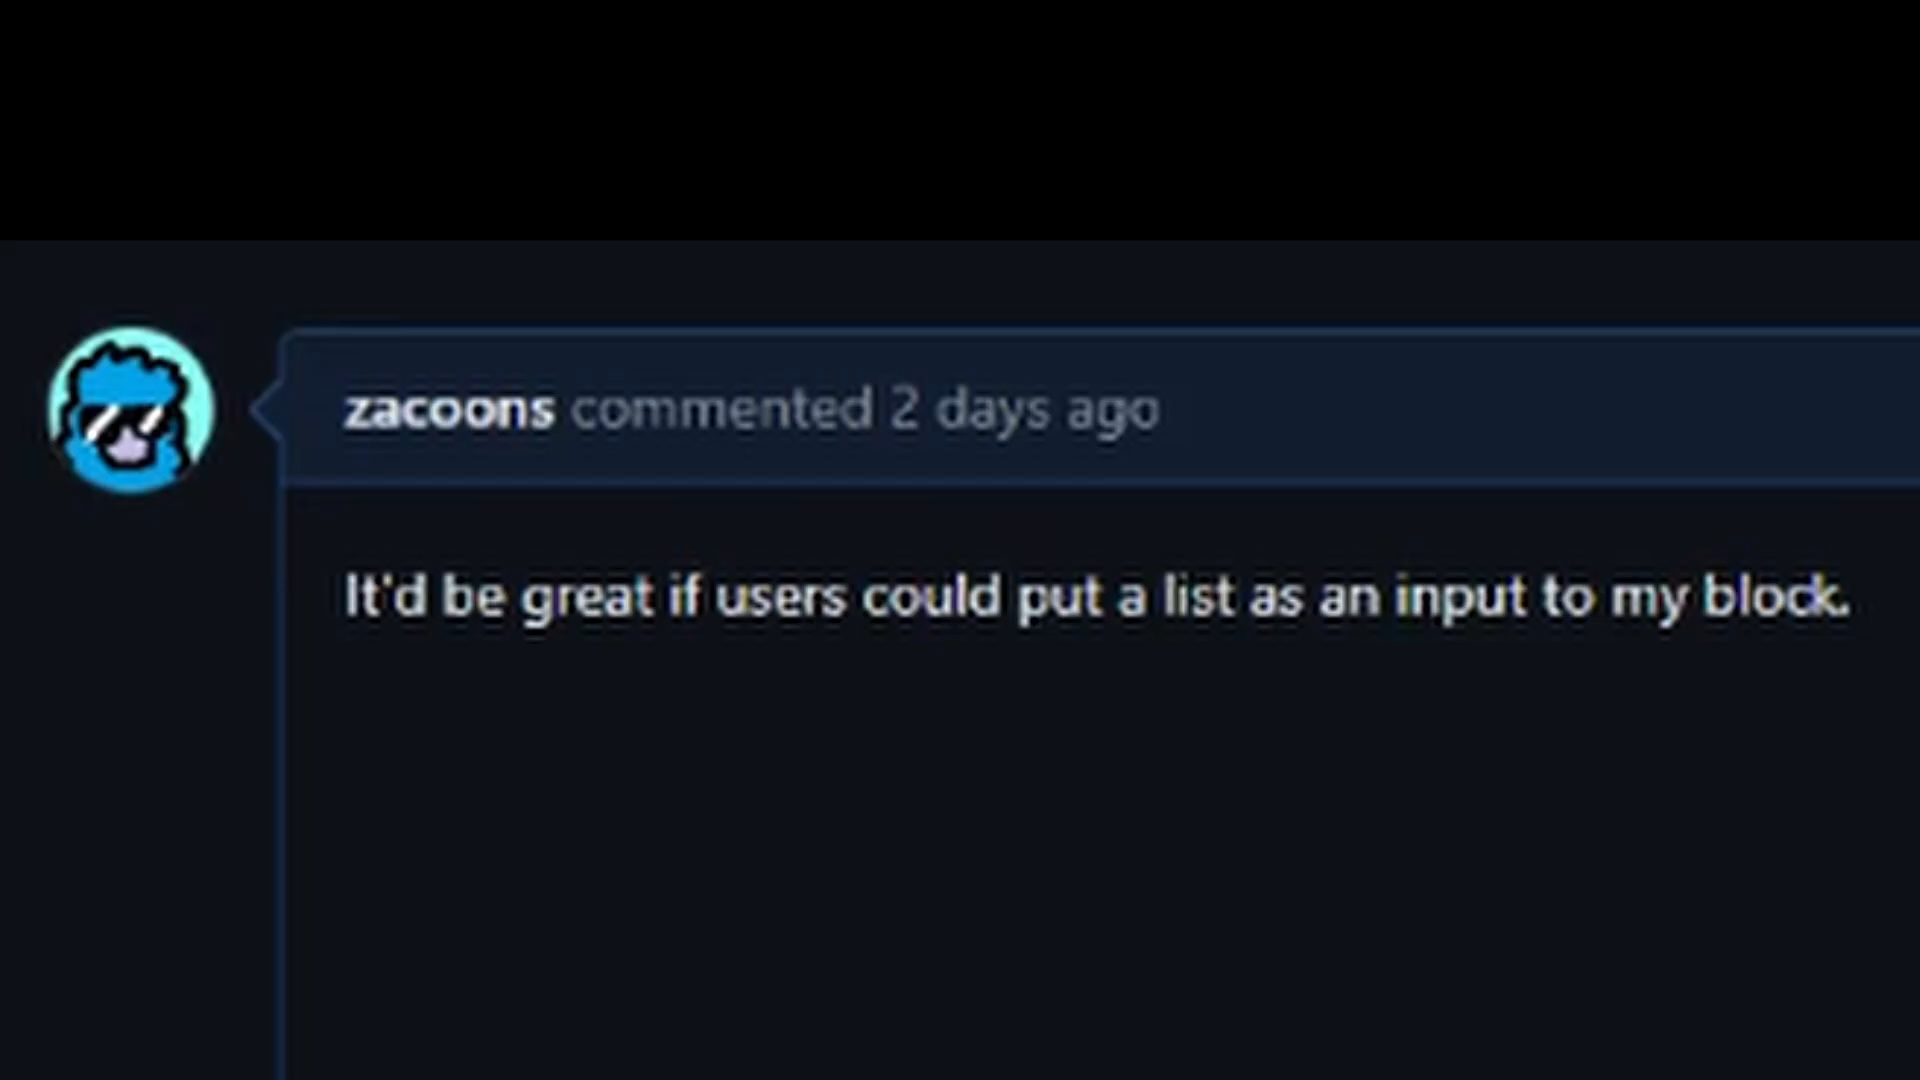 zacoons commented 2 days ago
It'd be great if users could put a list as an input to my block.